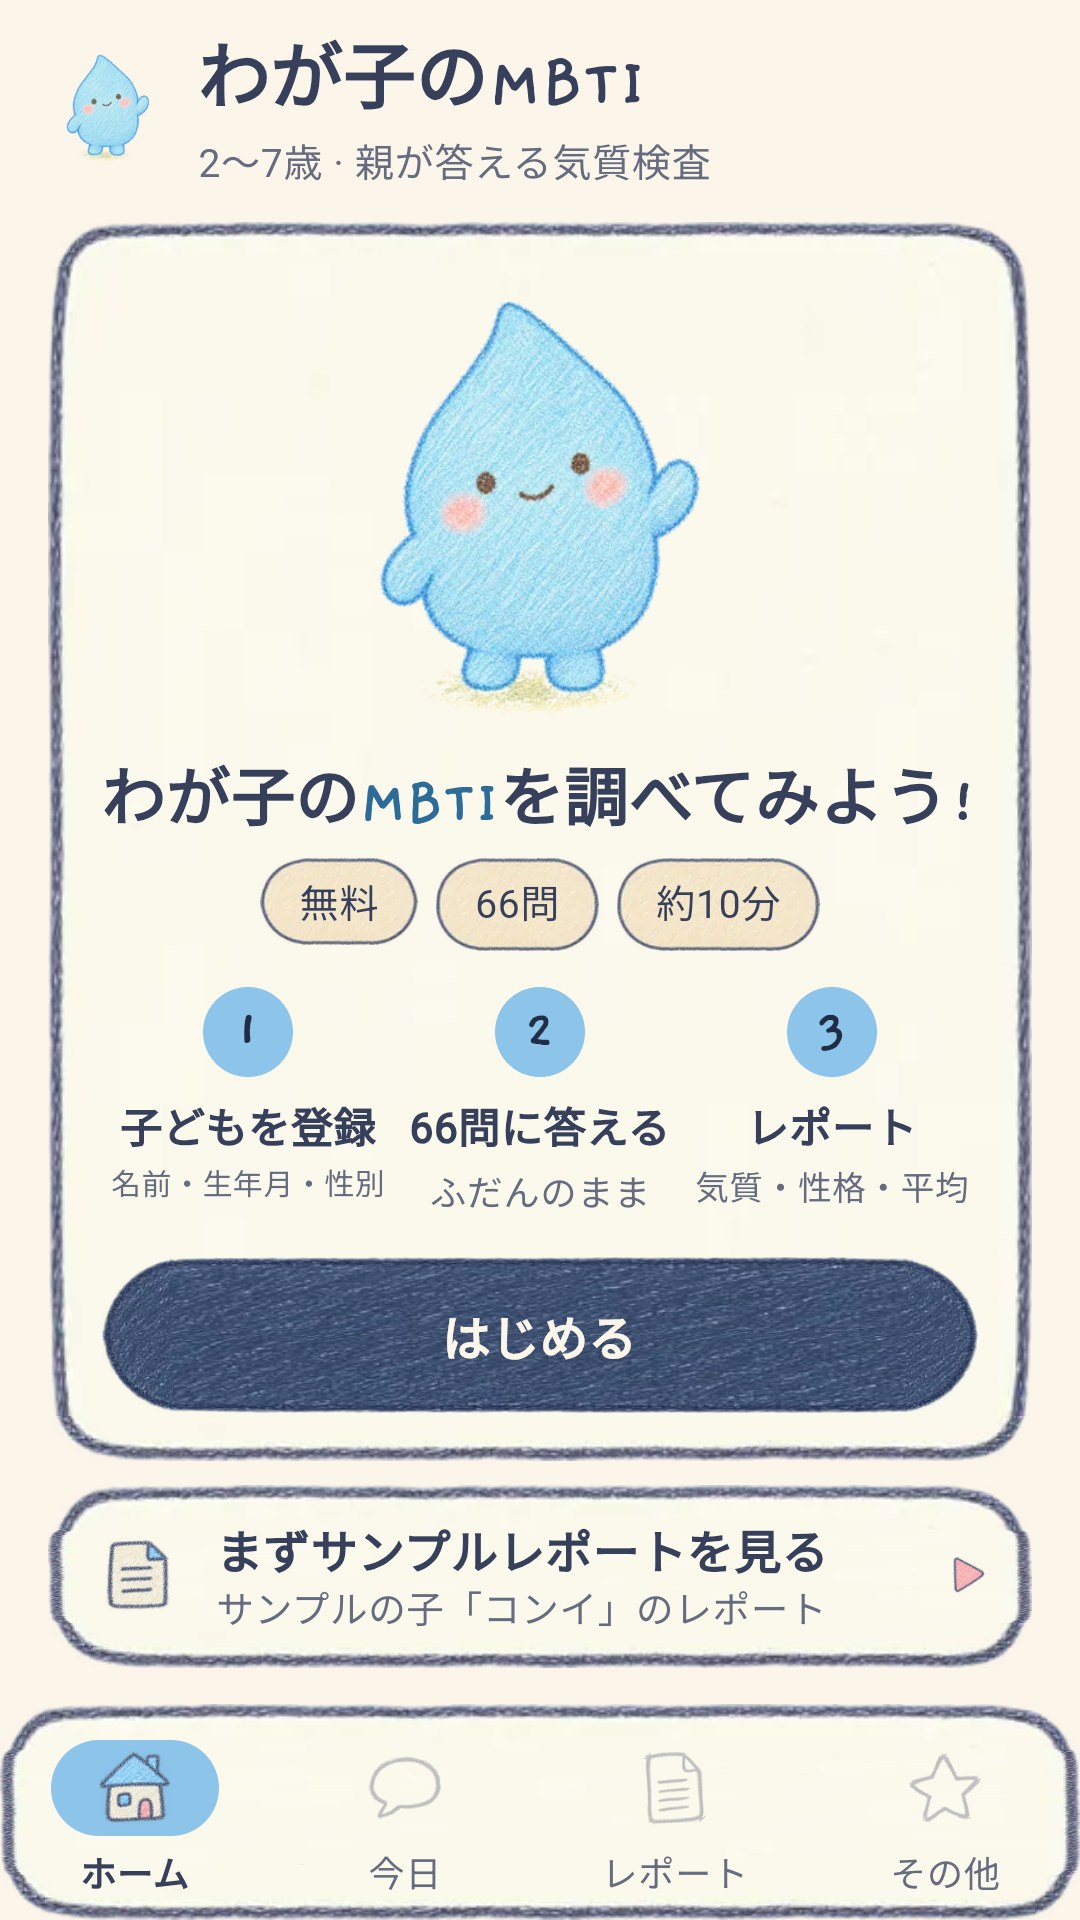 わが子のMBTI
2〜7歳 · 親が答える気質検査
わが子のMBTIを調べてみよう!
無料
66問
約10分
1
2
3
子どもを登録
66問に答える
レポート
名前・生年月・性別
ふだんのまま
気質・性格・平均
はじめる
まずサンプルレポートを見る
サンプルの子「コンイ」のレポート
ホーム
今日
レポート
その他